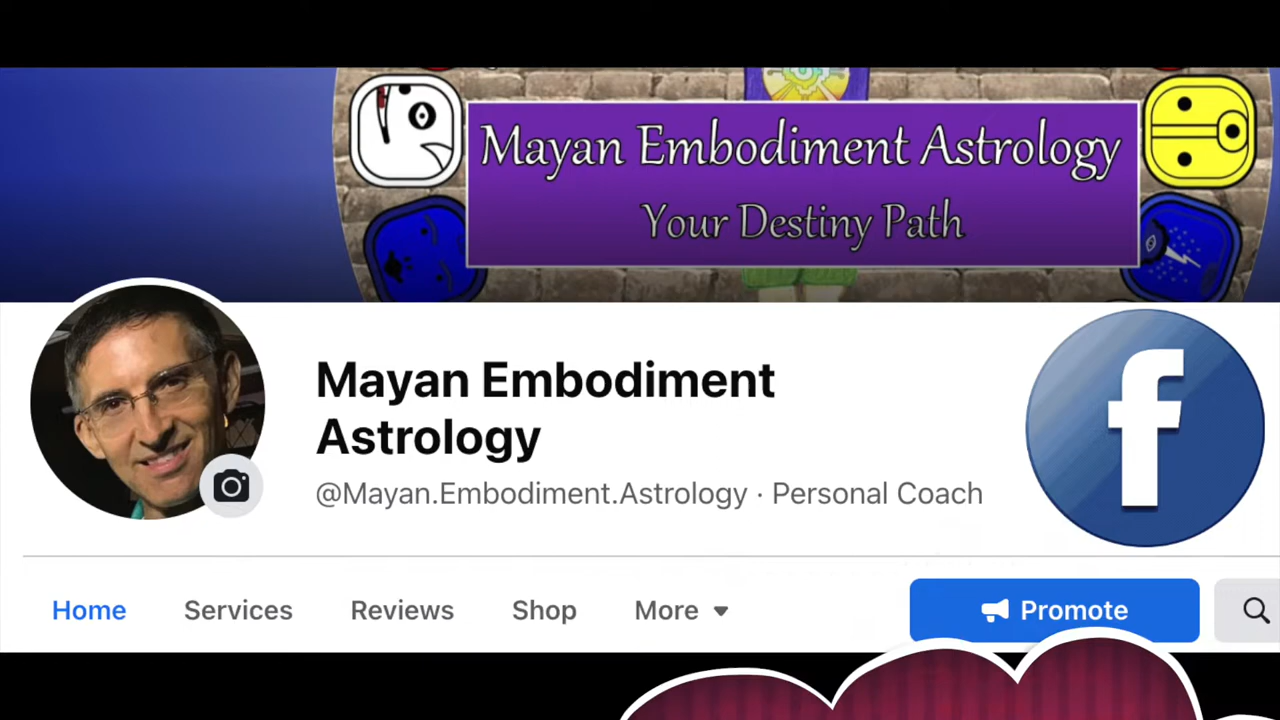 Mayan Embodiment Astrology
Your Destiny Path
Mayan Embodiment
Astrology
@Mayan.Embodiment.Astrology · Personal Coach
f
Home Services Reviews Shop More Promote